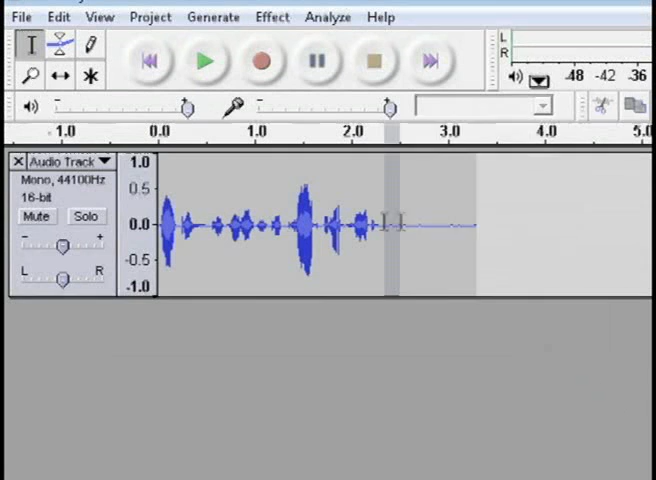 File Edit View Project Generate Effect Analyze Help
L
R
-48 -42 -36
- + - +
1.0 0.0 1.0 2.0 3.0 4.0 5.0
Audio Track
Mono, 44100Hz
16-bit
Mute Solo
- +
L R
1.0
0.5
0.0
-0.5
-1.0